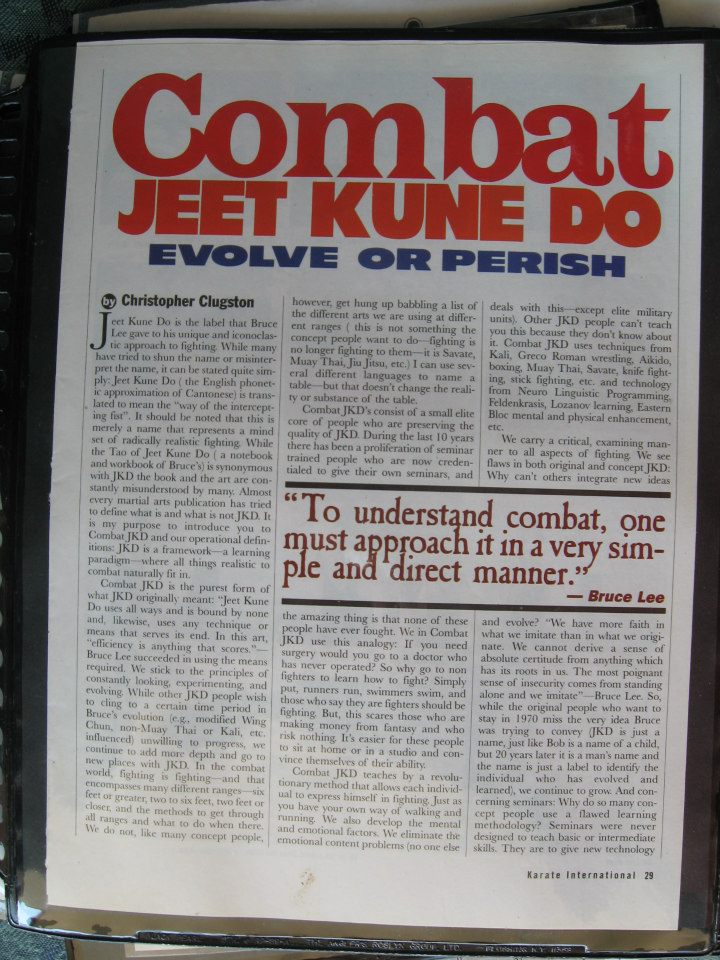 Combat
JEET KUNE DO
EVOLVE OR PERISH
by Christopher Clugston
Jeet Kune Do is the label that Bruce
Lee gave to his unique and iconoclas-
tic approach to fighting. While many
have tried to shun the name or misinter-
pret the name, it can be stated quite sim-
ply: Jeet Kune Do ( the English phonet-
ic approximation of Cantonese) is trans-
lated to mean the "way of the intercept-
ing fist". It should be noted that this is
merely a name that represents a mind
set of radically realistic fighting. While
the Tao of Jeet Kune Do ( a notebook
and workbook of Bruce's) is synonymous
with JKD the book and the art are con-
stantly misunderstood by many. Almost
every martial arts publication has tried
to define what is and what is not JKD. It
is my purpose to introduce you to
Combat JKD and our operational defin-
itions: JKD is a framework—a learning
paradigm—where all things realistic to
combat naturally fit in.
Combat JKD is the purest form of
what JKD originally meant: "Jeet Kune
Do uses all ways and is bound by none
and, likewise, uses any technique or
means that serves its end. In this art,
"efficiency is anything that scores."—
Bruce Lee succeeded in using the means
required. We stick to the principles of
constantly looking, experimenting, and
evolving. While other JKD people wish
to cling to a certain time period in
Bruce's evolution (e.g., modified Wing
Chun, non-Muay Thai or Kali, etc.
influenced) unwilling to progress, we
continue to add more depth and go to
new places with JKD. In the combat
world, fighting is fighting—and that
encompasses many different ranges—six
feet or greater, two to six feet, two feet or
closer, and the methods to get through
all ranges and what to do when there.
We do not, like many concept people,
however, get hung up babbling a list of
the different arts we are using at differ-
ent ranges ( this is not something the
concept people want to do—fighting is
no longer fighting to them—it is Savate,
Muay Thai, Jiu Jitsu, etc.) I can use sev-
eral different languages to name a
table—but that doesn't change the reali-
ty or substance of the table.
Combat JKD's consist of a small elite
core of people who are preserving the
quality of JKD. During the last 10 years
there has been a proliferation of seminar
trained people who are now creden-
tialed to give their own seminars, and
deals with this—except elite military
units). Other JKD people can't teach
you this because they don't know about
it. Combat JKD uses techniques from
Kali, Greco Roman wrestling, Aikido,
boxing, Muay Thai, Savate, knife fight-
ing, stick fighting, etc. and technology
from Neuro Linguistic Programming,
Feldenkrasis, Lozanov learning, Eastern
Bloc mental and physical enhancement,
etc.
We carry a critical, examining man-
ner to all aspects of fighting. We see
flaws in both original and concept JKD:
Why can't others integrate new ideas
"To understand combat, one
must approach it in a very sim-
ple and direct manner."
— Bruce Lee
the amazing thing is that none of these
people have ever fought. We in Combat
JKD use this analogy: If you need
surgery would you go to a doctor who
has never operated? So why go to non
fighters to learn how to fight? Simply
put, runners run, swimmers swim, and
those who say they are fighters should be
fighting. But, this scares those who are
making money from fantasy and who
risk nothing. It's easier for these people
to sit at home or in a studio and con-
vince themselves of their ability.
Combat JKD teaches by a revolu-
tionary method that allows each individ-
ual to express himself in fighting. Just as
you have your own way of walking and
running. We also develop the mental
and emotional factors. We eliminate the
emotional content problems (no one else
and evolve? "We have more faith in
what we imitate than in what we origi-
nate. We cannot derive a sense of
absolute certitude from anything which
has its roots in us. The most poignant
sense of insecurity comes from standing
alone and we imitate"—Bruce Lee. So,
while the original people who want to
stay in 1970 miss the very idea Bruce
was trying to convey (JKD is just a
name, just like Bob is a name of a child,
but 20 years later it is a man's name and
the name is just a label to identify the
individual who has evolved and
learned), we continue to grow. And con-
cerning seminars: Why do so many con-
cept people use a flawed learning
methodology? Seminars were never
designed to teach basic or intermediate
skills. They are to give new technology
Karate International 29